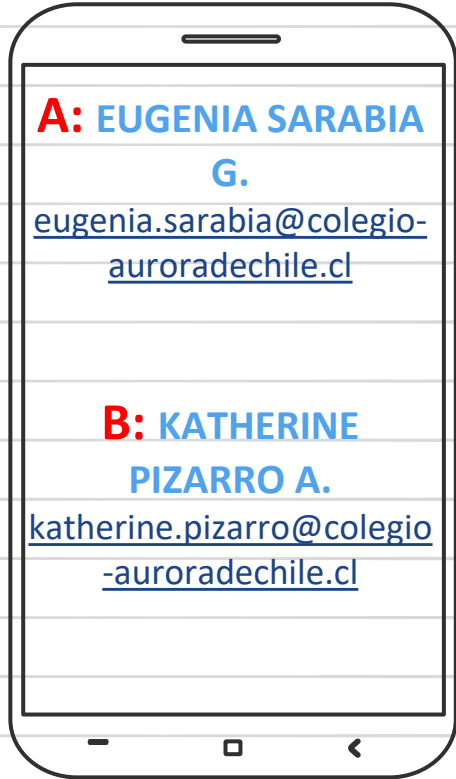 A: EUGENIA SARABIA
G.
eugenia.sarabia@colegio-
auroradechile.cl
B: KATHERINE
PIZARRO A.
katherine.pizarro@colegio
-auroradechile.cl